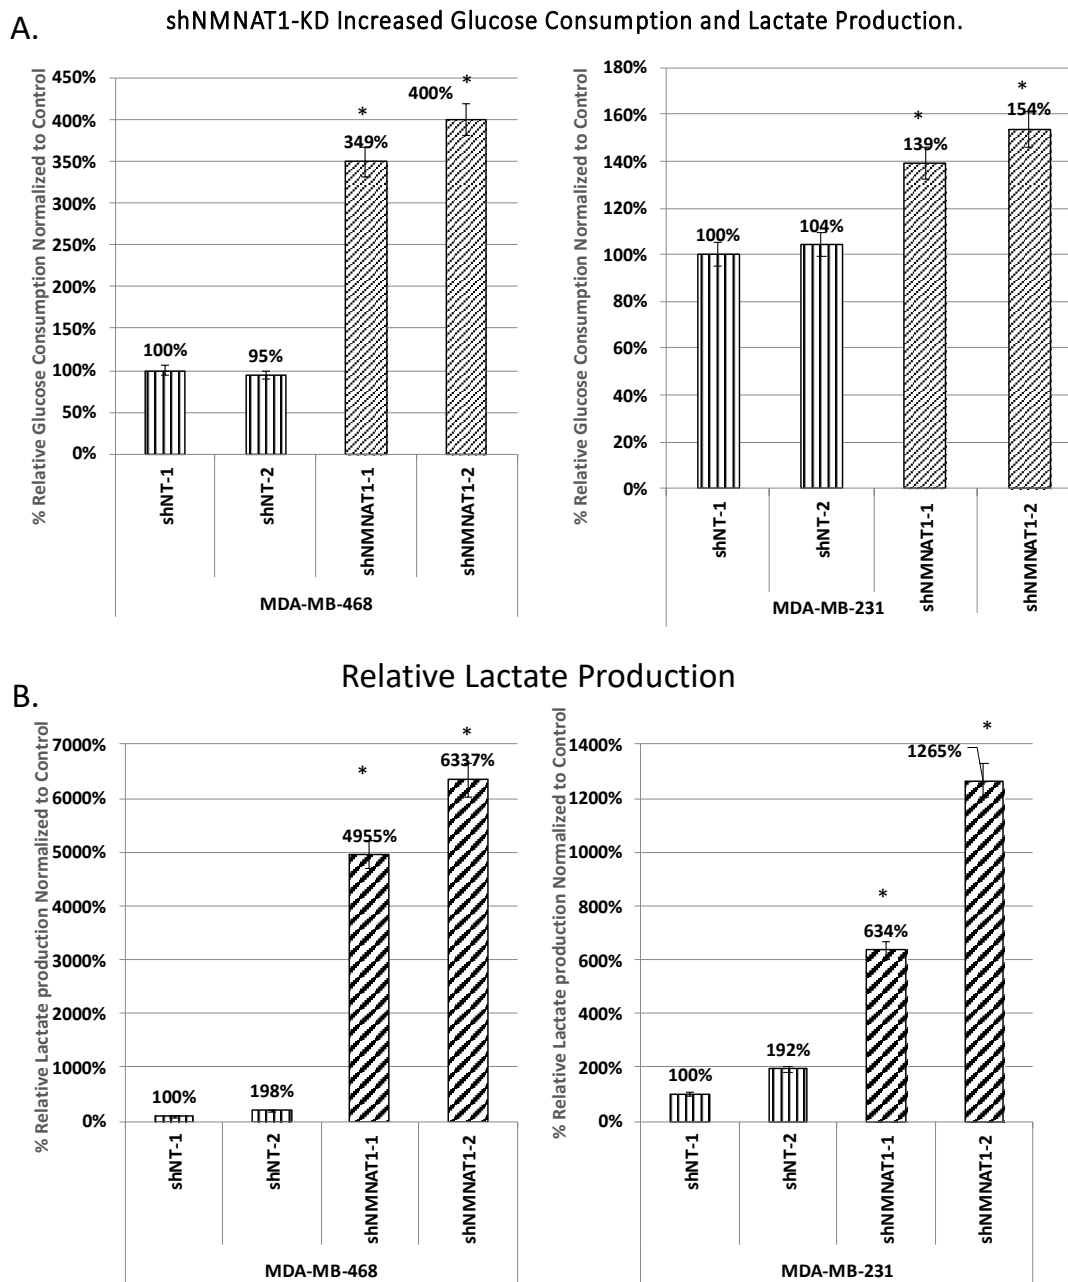 A.
shNMNAT1-KD Increased Glucose Consumption and Lactate Production.
% Relative Glucose Consumption Normalized to Control
450%
400%
350%
300%
250%
200%
150%
100%
50%
0%
100%
95%
349%
*
400%
*
shNT-1
shNT-2
shNMNAT1-1
shNMNAT1-2
MDA-MB-468
% Relative Glucose Consumption Normalized to Control
180%
160%
140%
120%
100%
80%
60%
40%
20%
0%
100%
104%
139%
*
154%
*
shNT-1
shNT-2
shNMNAT1-1
shNMNAT1-2
MDA-MB-231
B.
Relative Lactate Production
% Relative Lactate production Normalized to Control
7000%
6000%
5000%
4000%
3000%
2000%
1000%
0%
100%
198%
4955%
*
6337%
*
shNT-1
shNT-2
shNMNAT1-1
shNMNAT1-2
MDA-MB-468
% Relative Lactate production Normalized to Control
1400%
1200%
1000%
800%
600%
400%
200%
0%
100%
192%
634%
*
1265%
*
shNT-1
shNT-2
shNMNAT1-1
shNMNAT1-2
MDA-MB-231